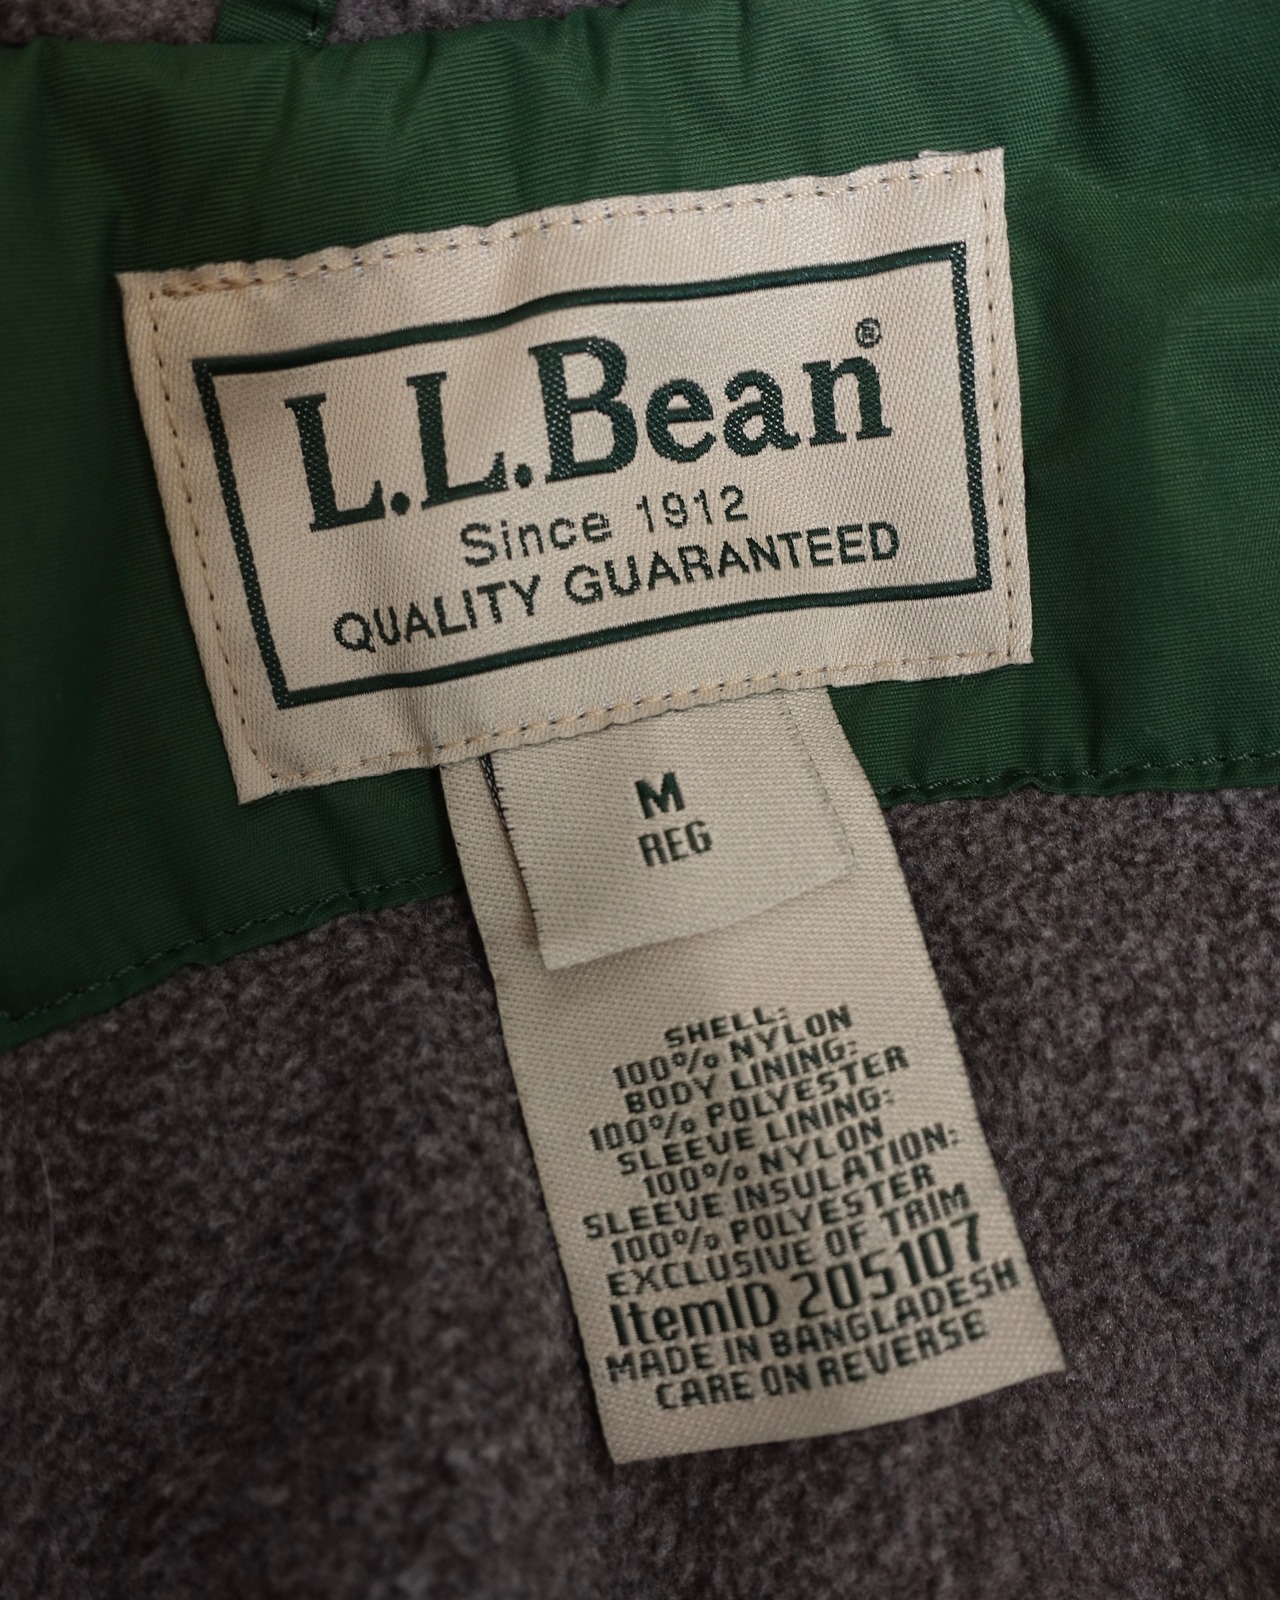 L.L.Bean®
Since 1912
QUALITY GUARANTEED
M
REG
SHELL:
100% NYLON
BODY LINING:
100% POLYESTER
SLEEVE LINING:
100% NYLON
SLEEVE INSULATION:
100% POLYESTER
EXCLUSIVE OF TRIM
ItemID 205107
MADE IN BANGLADESH
CARE ON REVERSE